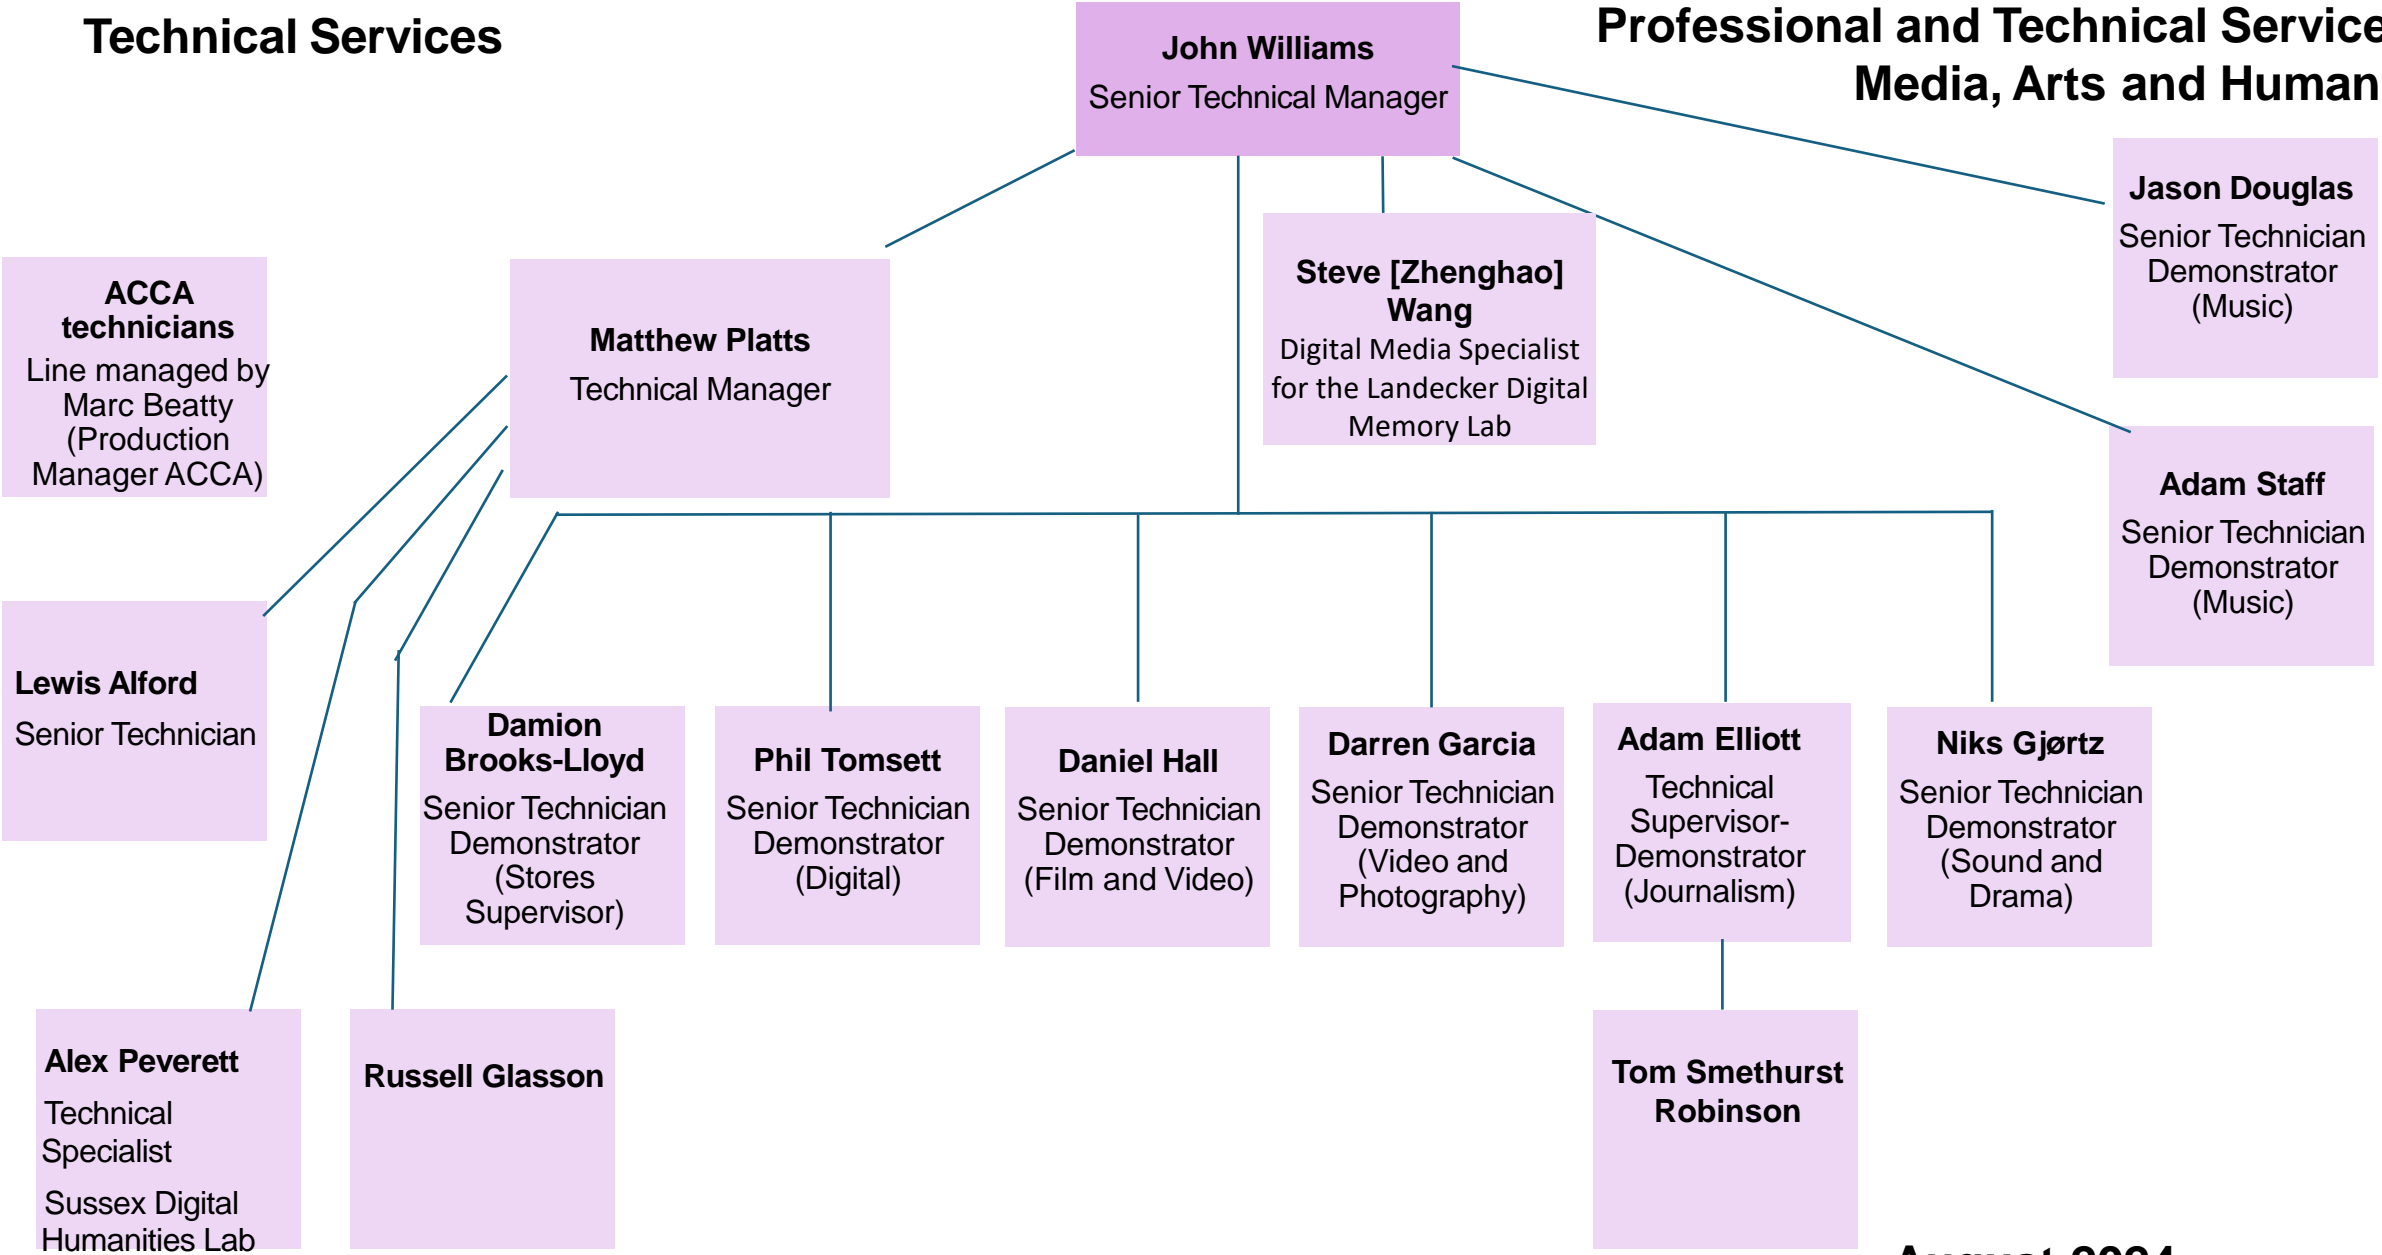 Technical Services
Professional and Technical Service
Media, Arts and Human
John Williams
Senior Technical Manager
Jason Douglas
Senior Technician
Demonstrator
(Music)
ACCA
technicians
Line managed by
Marc Beatty
(Production
Manager ACCA)
Matthew Platts
Technical Manager
Steve [Zhenghao]
Wang
Digital Media Specialist
for the Landecker Digital
Memory Lab
Adam Staff
Senior Technician
Demonstrator
(Music)
Lewis Alford
Senior Technician
Damion
Brooks-Lloyd
Senior Technician
Demonstrator
(Stores
Supervisor)
Phil Tomsett
Senior Technician
Demonstrator
(Digital)
Daniel Hall
Senior Technician
Demonstrator
(Film and Video)
Darren Garcia
Senior Technician
Demonstrator
(Video and
Photography)
Adam Elliott
Technical
Supervisor-
Demonstrator
(Journalism)
Niks Gjørtz
Senior Technician
Demonstrator
(Sound and
Drama)
Alex Peverett
Technical
Specialist
Sussex Digital
Humanities Lab
Russell Glasson
Tom Smethurst
Robinson
August 2024